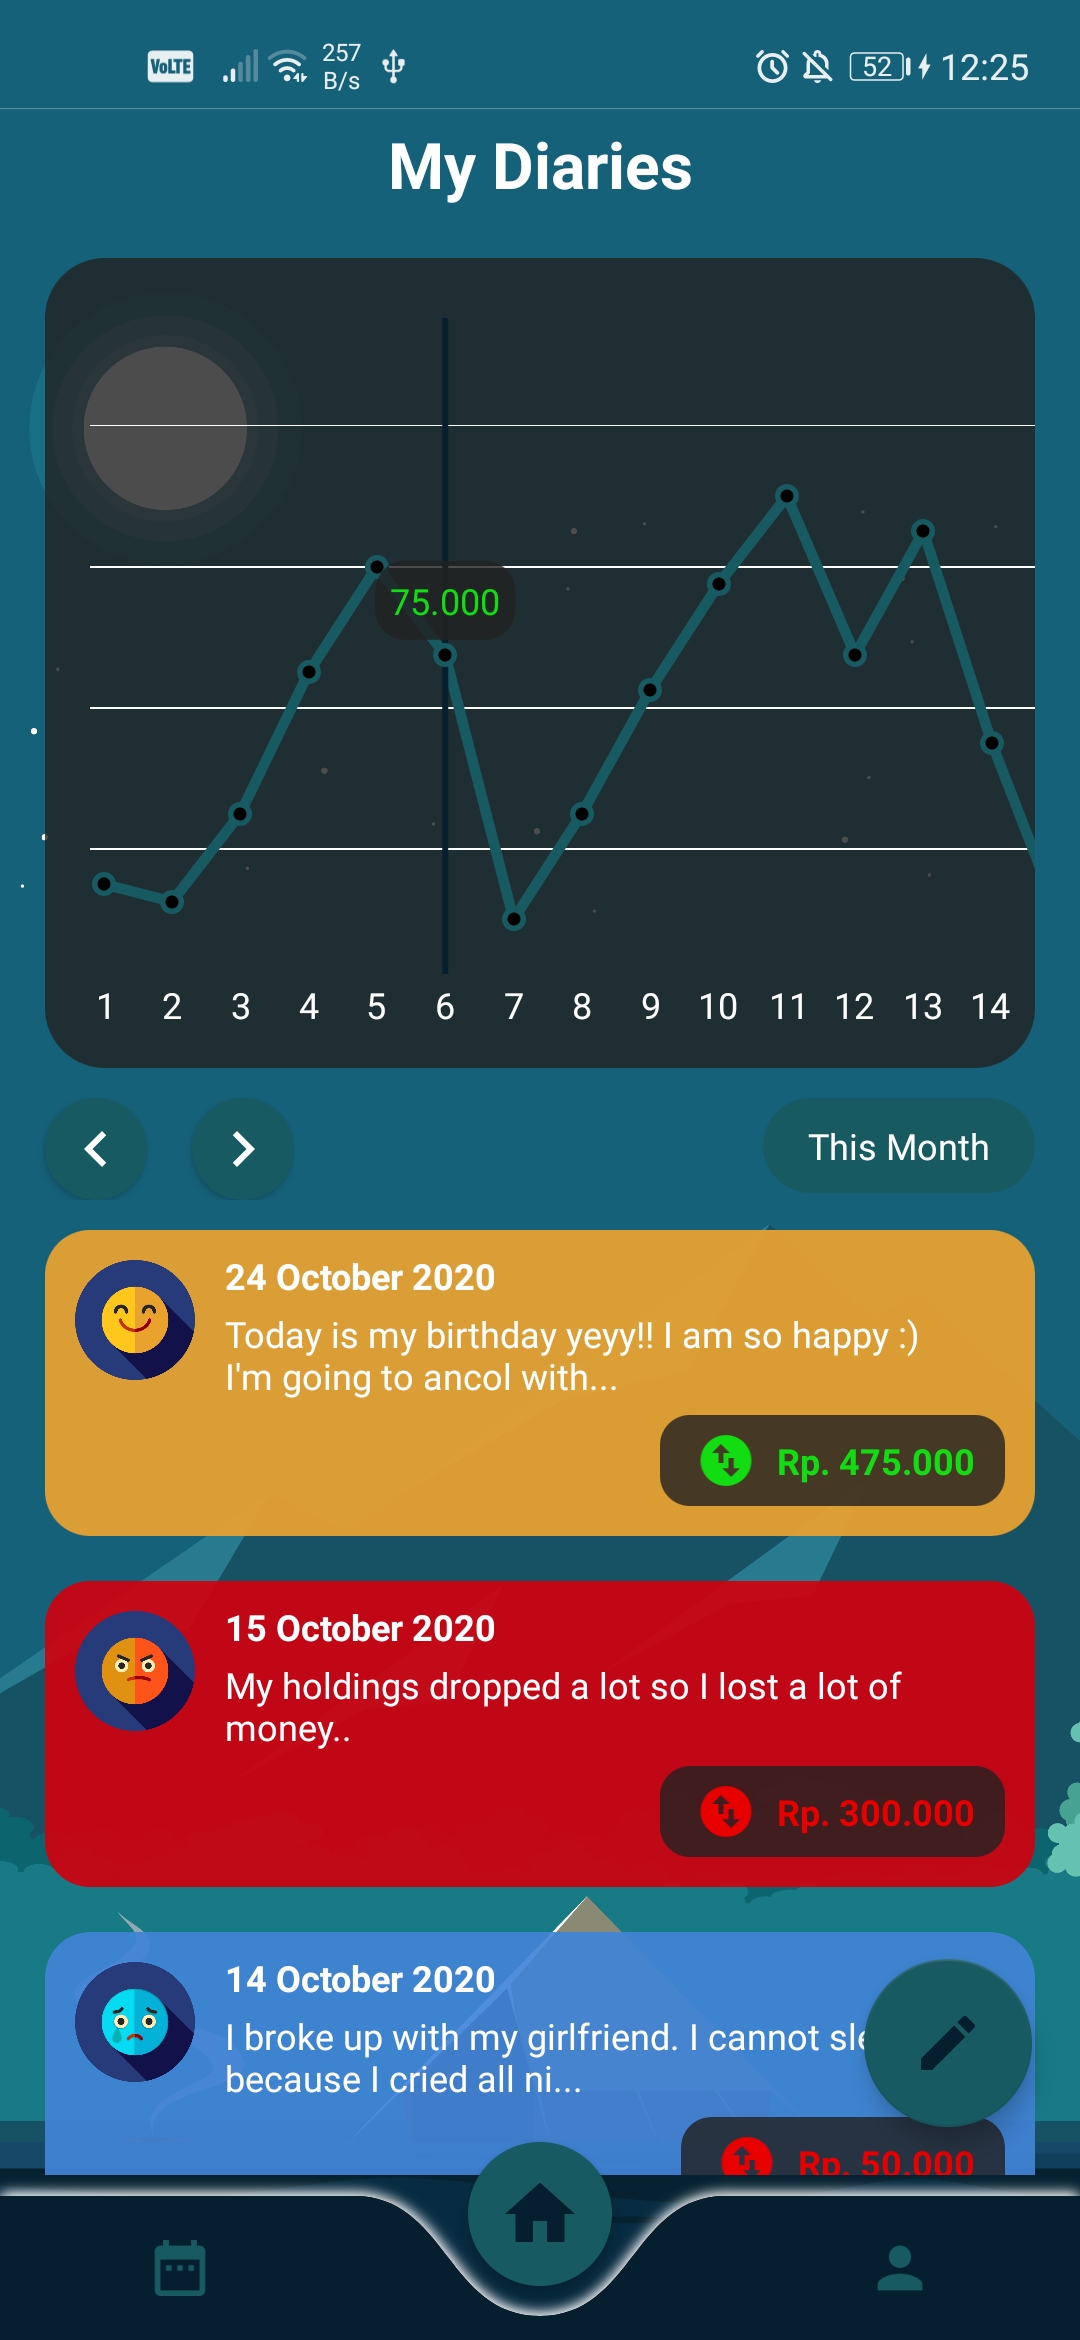 VoLTE 257 B/s 52 12:25
My Diaries
75.000
1 2 3 4 5 6 7 8 9 10 11 12 13 14
This Month
24 October 2020
Today is my birthday yeyy!! I am so happy :)
I'm going to ancol with...
Rp. 475.000
15 October 2020
My holdings dropped a lot so I lost a lot of
money..
Rp. 300.000
14 October 2020
I broke up with my girlfriend. I cannot sle
because I cried all ni...
Rp. 50.000